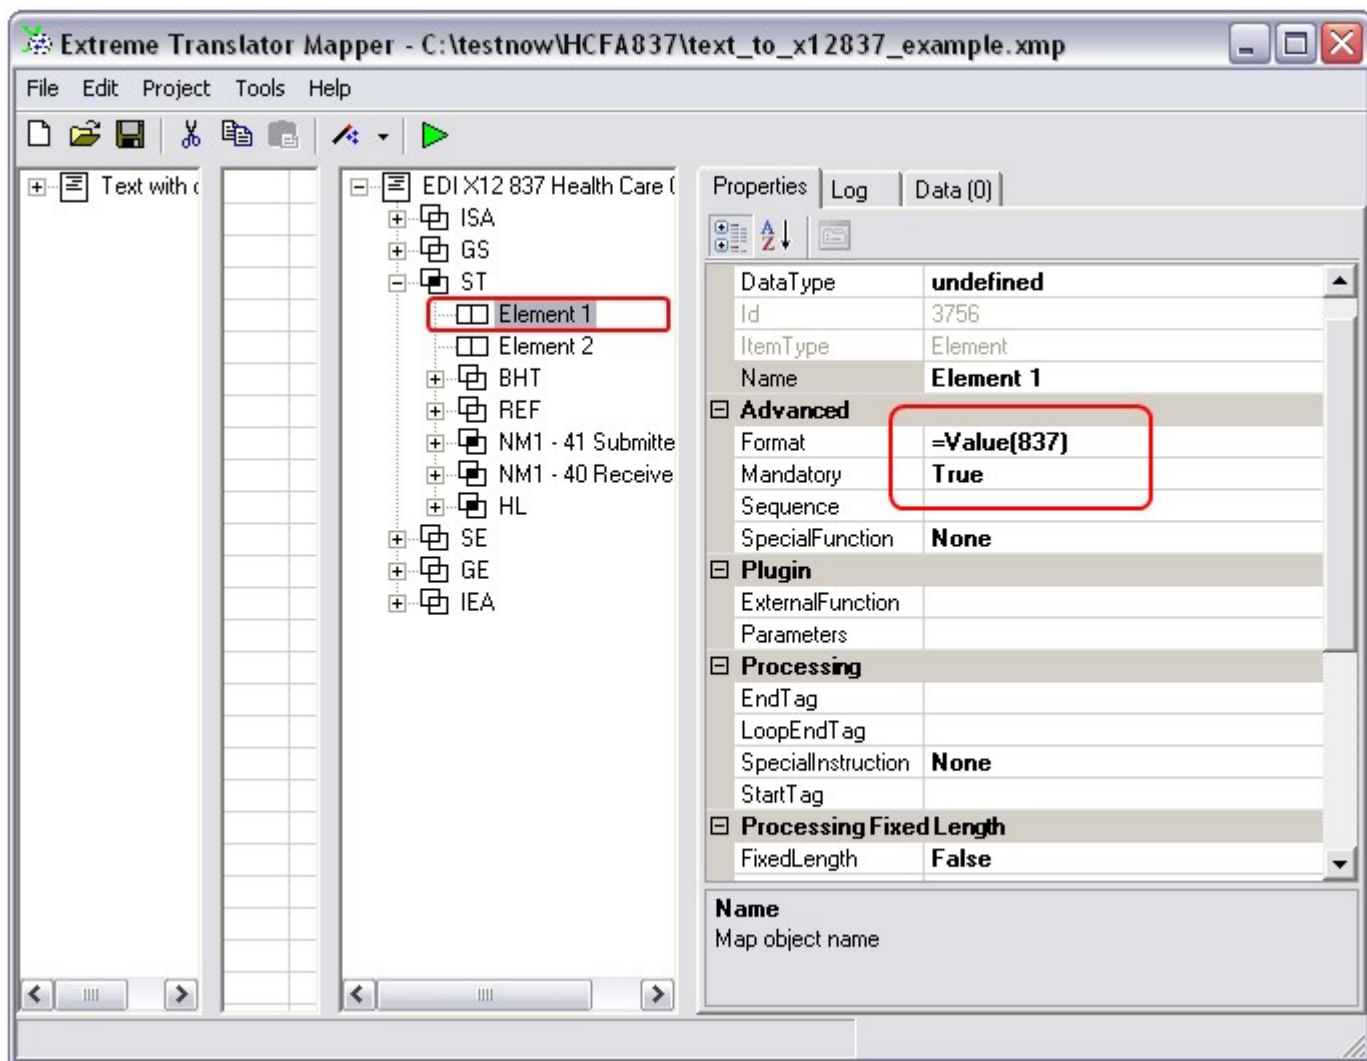 Extreme Translator Mapper - C:\testnow\HCFA837\text_to_x12837_example.xmp
File Edit Project Tools Help
Text with
EDI X12 837 Health Care
ISA
GS
ST
Element 1
Element 2
BHT
REF
NM1 - 41 Submitte
NM1 - 40 Receive
HL
SE
GE
IEA
Properties Log Data (0)
DataType undefined
Id 3756
ItemType Element
Name Element 1
Advanced
Format =Value(837)
Mandatory True
Sequence
SpecialFunction None
Plugin
ExternalFunction
Parameters
Processing
EndTag
LoopEndTag
SpecialInstruction None
StartTag
Processing Fixed Length
FixedLength False
Name
Map object name